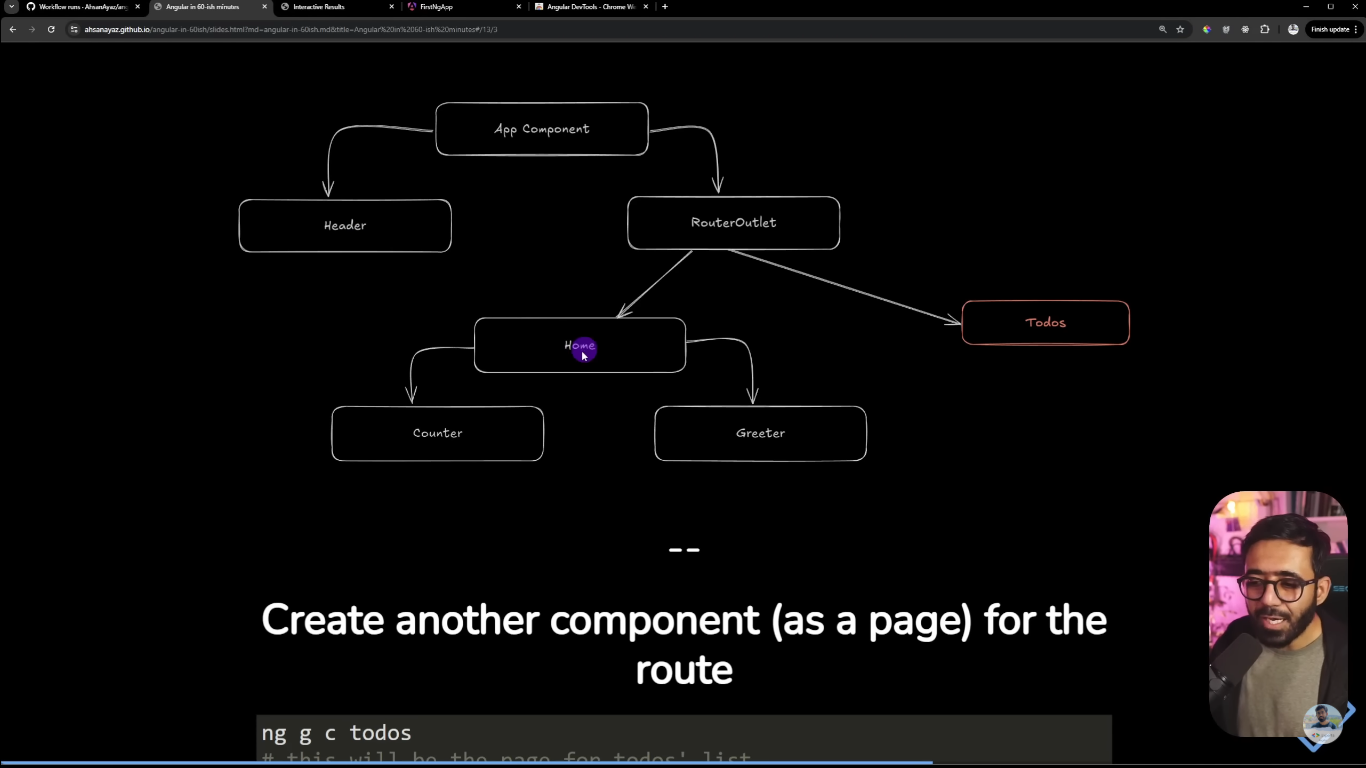 Workflow runs - AhsanAyaz/ang
Angular in 60-ish minutes
Interactive Results
FirstNgApp
Angular DevTools - Chrome We
ahsanayaz.github.io/angular-in-60ish/slides.html?md=angular-in-60ish.md&title=Angular%20in%2060-ish%20minutes#/13/3
Finish update
App Component
Header
RouterOutlet
Todos
Home
Counter
Greeter
--
Create another component (as a page) for the
route
ng g c todos
# this will be the page for todos' list